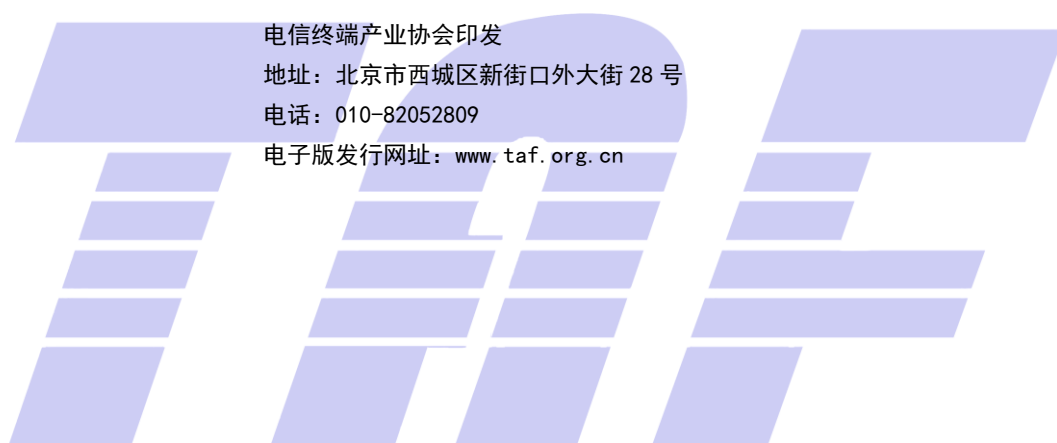 电信终端产业协会印发
地址：北京市西城区新街口外大街 28 号
电话：010-82052809
电子版发行网址：www.taf.org.cn
TAF